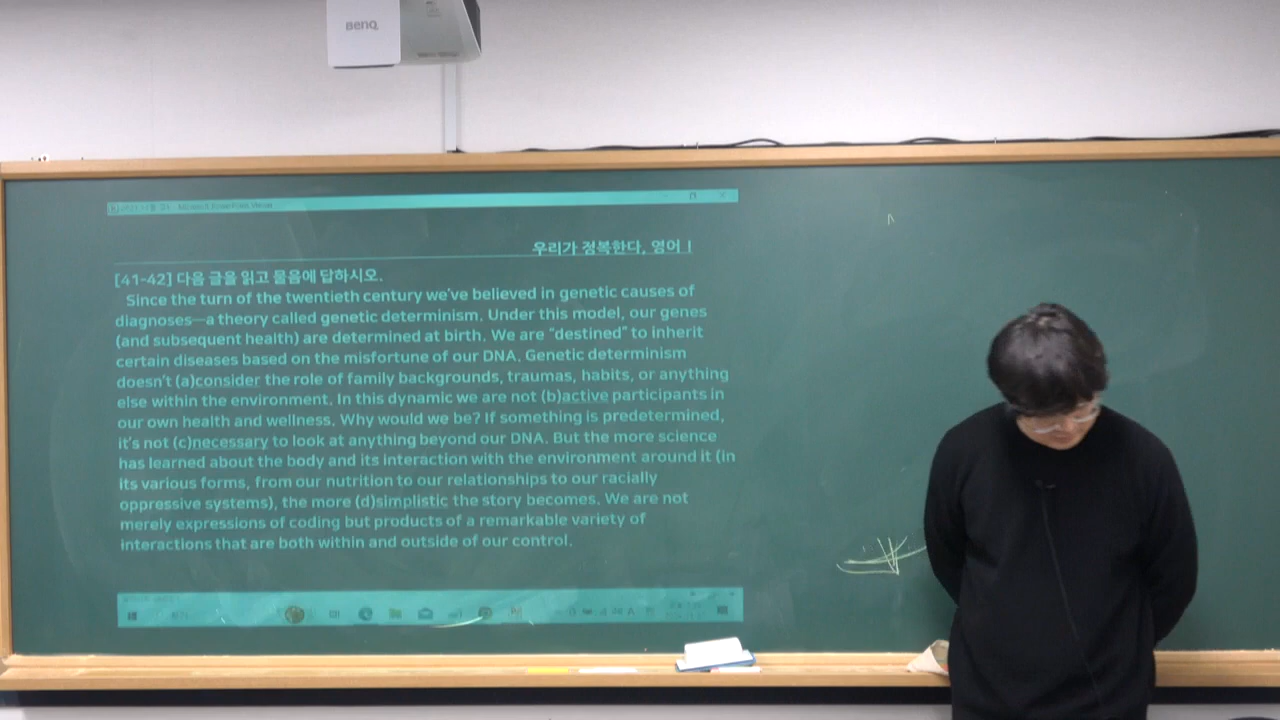 BenQ
Microsoft PowerPoint Viewer
우리가 정복한다, 영어 I
[41-42] 다음 글을 읽고 물음에 답하시오.
Since the turn of the twentieth century we've believed in genetic causes of
diagnoses—a theory called genetic determinism. Under this model, our genes
(and subsequent health) are determined at birth. We are "destined" to inherit
certain diseases based on the misfortune of our DNA. Genetic determinism
doesn't (a)consider the role of family backgrounds, traumas, habits, or anything
else within the environment. In this dynamic we are not (b)active participants in
our own health and wellness. Why would we be? If something is predetermined,
it's not (c)necessary to look at anything beyond our DNA. But the more science
has learned about the body and its interaction with the environment around it (in
its various forms, from our nutrition to our relationships to our racially
oppressive systems), the more (d)simplistic the story becomes. We are not
merely expressions of coding but products of a remarkable variety of
interactions that are both within and outside of our control.